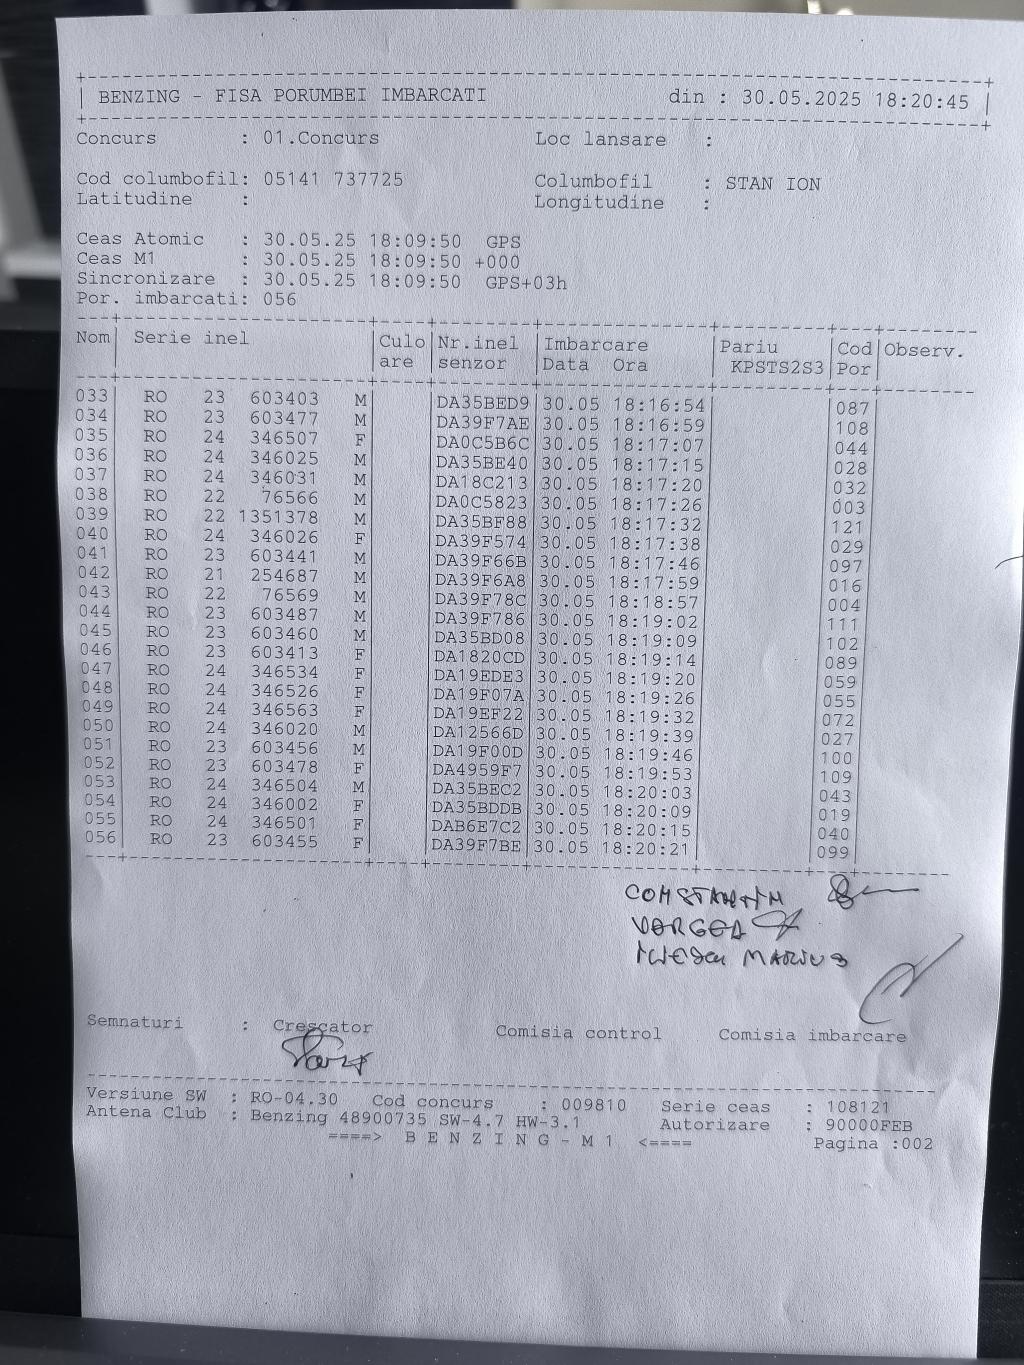 BENZING - FISA PORUMBEI IMBARCATI din : 30.05.2025 18:20:45
Concurs : 01.Concurs Loc lansare :
Cod columbofil: 05141 737725 Columbofil : STAN ION
Latitudine : Longitudine :
Ceas Atomic : 30.05.25 18:09:50 GPS
Ceas M1 : 30.05.25 18:09:50 +000
Sincronizare : 30.05.25 18:09:50 GPS+03h
Por. imbarcati: 056
Nom Serie inel Culo Nr.inel Imbarcare Pariu Cod Observ.
are senzor Data Ora KPSTS2S3 Por
033 RO 23 603403 M DA35BED9 30.05 18:16:54 087
034 RO 23 603477 M DA39F7AE 30.05 18:16:59 108
035 RO 24 346507 F DA0C5B6C 30.05 18:17:07 044
036 RO 24 346025 M DA35BE40 30.05 18:17:15 028
037 RO 24 346031 M DA18C213 30.05 18:17:20 032
038 RO 22 76566 M DA0C5823 30.05 18:17:26 003
039 RO 22 1351378 M DA35BF88 30.05 18:17:32 121
040 RO 24 346026 F DA39F574 30.05 18:17:38 029
041 RO 23 603441 M DA39F66B 30.05 18:17:46 097
042 RO 21 254687 M DA39F6A8 30.05 18:17:59 016
043 RO 22 76569 M DA39F78C 30.05 18:18:57 004
044 RO 23 603487 M DA39F786 30.05 18:19:02 111
045 RO 23 603460 M DA35BD08 30.05 18:19:09 102
046 RO 23 603413 F DA1820CD 30.05 18:19:14 089
047 RO 24 346534 F DA19EDE3 30.05 18:19:20 059
048 RO 24 346526 F DA19F07A 30.05 18:19:26 055
049 RO 24 346563 F DA19EF22 30.05 18:19:32 072
050 RO 24 346020 M DA12566D 30.05 18:19:39 027
051 RO 23 603456 M DA19F00D 30.05 18:19:46 100
052 RO 23 603478 F DA4959F7 30.05 18:19:53 109
053 RO 24 346504 M DA35BEC2 30.05 18:20:03 043
054 RO 24 346002 F DA35BDDB 30.05 18:20:09 019
055 RO 24 346501 F DAB6E7C2 30.05 18:20:15 040
056 RO 23 603455 F DA39F7BE 30.05 18:20:21 099
CONSTANTIN
MARIUS
Semnaturi : Crescator Comisia control Comisia imbarcare
Versiune SW : RO-04.30 Cod concurs : 009810 Serie ceas : 108121
Antena Club : Benzing 48900735 SW-4.7 HW-3.1 Autorizare : 90000FEB
====> B E N Z I N G - M 1 <==== Pagina :002